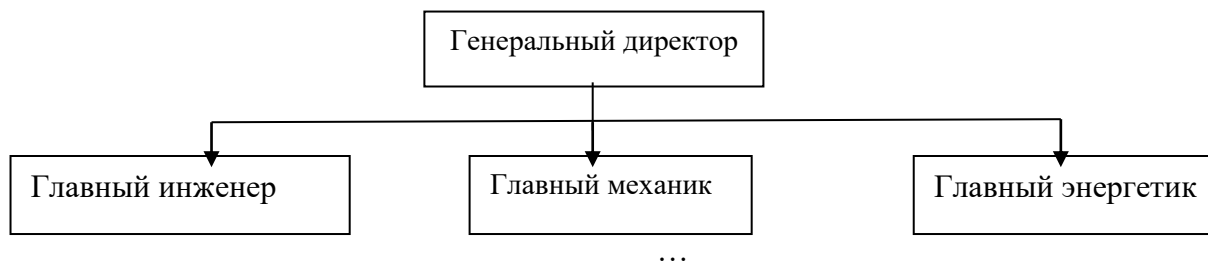 Генеральный директор
Главный инженер
Главный механик
Главный энергетик
…